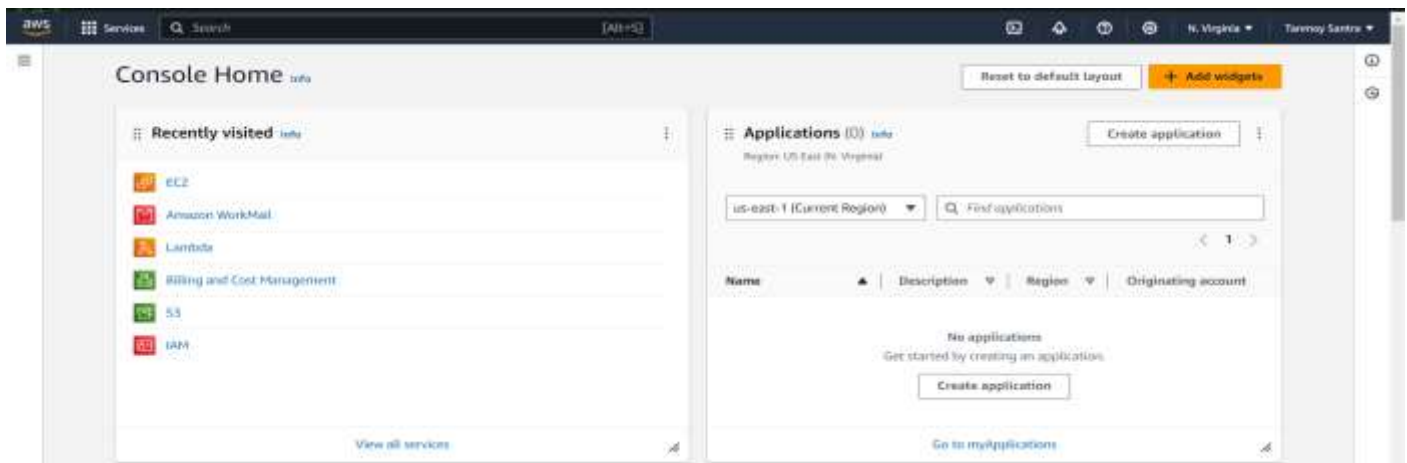 aws
Services
Search
[Alt+S]
N. Virginia
Tanmoy Santra
Console Home Info
Reset to default layout
+ Add widgets
Recently visited Info
EC2
Amazon WorkMail
Lambda
Billing and Cost Management
S3
IAM
View all services
Applications (0) Info
Create application
Region: US East (N. Virginia)
us-east-1 (Current Region)
Find applications
1
Name
Description
Region
Originating account
No applications
Get started by creating an application.
Create application
Go to myApplications